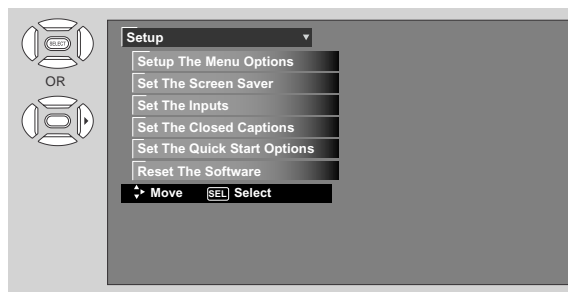 SELECT
OR
Setup
Setup The Menu Options
Set The Screen Saver
Set The Inputs
Set The Closed Captions
Set The Quick Start Options
Reset The Software
Move SEL Select